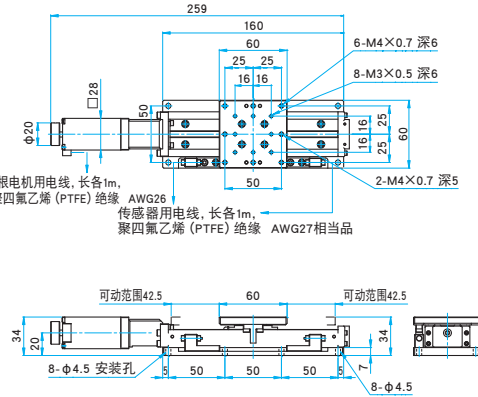 259
160
60
6-M4×0.7 深6
25 25
8-M3×0.5 深6
16 16
□28
50
φ20
16
25
25
60
50
2-M4×0.7 深5
根电机用电线, 长各1m,
聚四氟乙烯 (PTFE) 绝缘 AWG26
传感器用电线, 长各1m,
聚四氟乙烯 (PTFE) 绝缘 AWG27相当品
可动范围42.5 60 可动范围42.5
34
20
34
7
8-φ4.5 安装孔
5 50 50 50 5
8-φ4.5